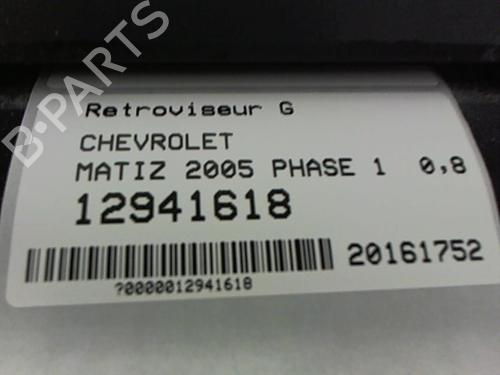 Retroviseur G
CHEVROLET
MATIZ 2005 PHASE 1 0,8
12941618
20161752
?0000012941618
B-PARTS